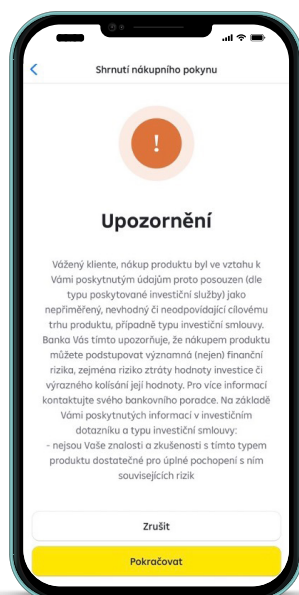 Shrnutí nákupního pokynu
!
Upozornění
Vážený kliente, nákup produktu byl ve vztahu k
Vámi poskytnutým údajům proto posouzen (dle
typu poskytované investiční služby) jako
nepřiměřený, nevhodný či neodpovídající cílovému
trhu produktu, případně typu investiční smlouvy.
Banka Vás tímto upozorňuje, že nákupem produktu
můžete podstupovat významná (nejen) finanční
rizika, zejména riziko ztráty hodnoty investice či
výrazného kolísání její hodnoty. Pro více informací
kontaktujte svého bankovního poradce. Na základě
Vámi poskytnutých informací v investičním
dotazníku a typu investiční smlouvy:
- nejsou Vaše znalosti a zkušenosti s tímto typem
produktu dostatečné pro úplné pochopení s ním
souvisejících rizik
Zrušit
Pokračovat